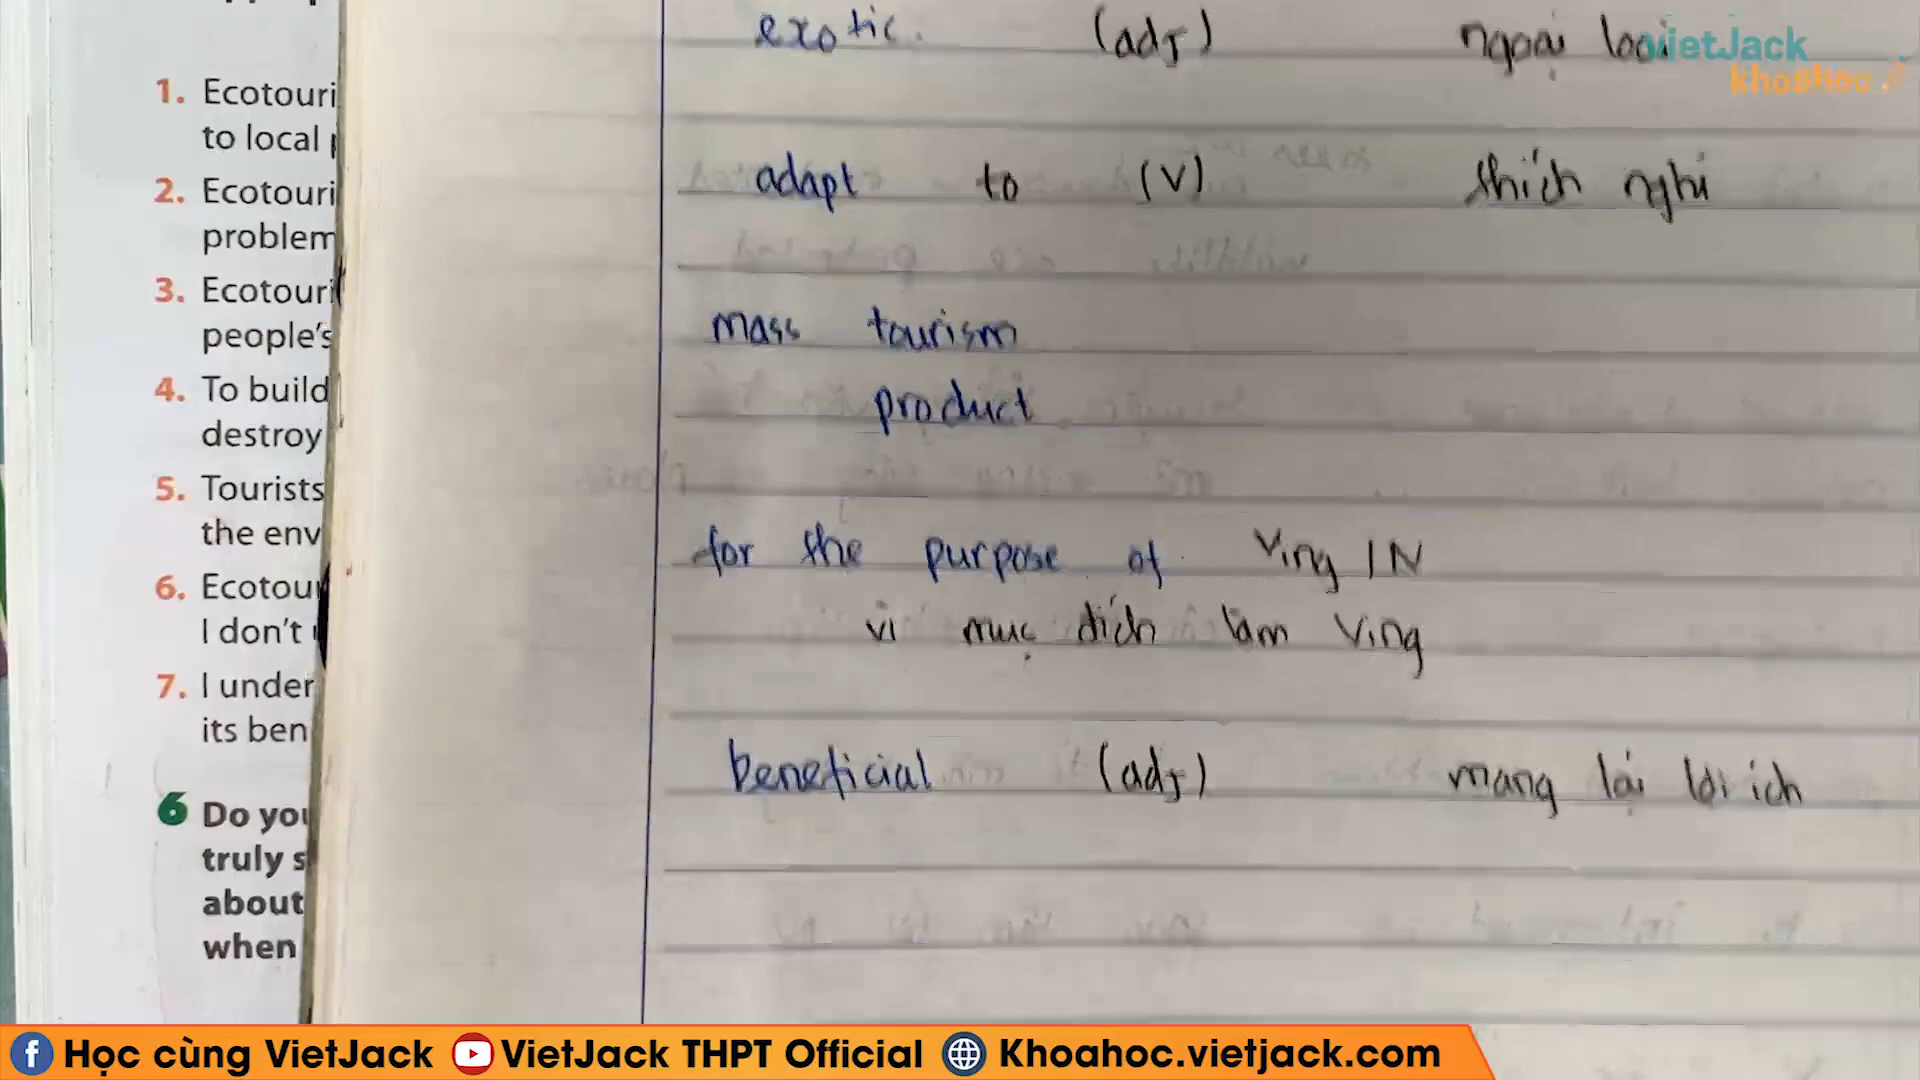 exotic. (adj) ngoại loài
VietJack
khoahoc
1. Ecotouri
to local
adapt to (V) thích nghi
2. Ecotouri
problem
3. Ecotouri
people's
mass tourism
4. To build
destroy
product
5. Tourists
the env
for the purpose of Ving / N
6. Ecotou
I don't
vì mục đích làm Ving
7. I under
its ben
beneficial (adj) mang lại lợi ích
6 Do you
truly s
about
when
Học cùng VietJack VietJack THPT Official Khoahoc.vietjack.com